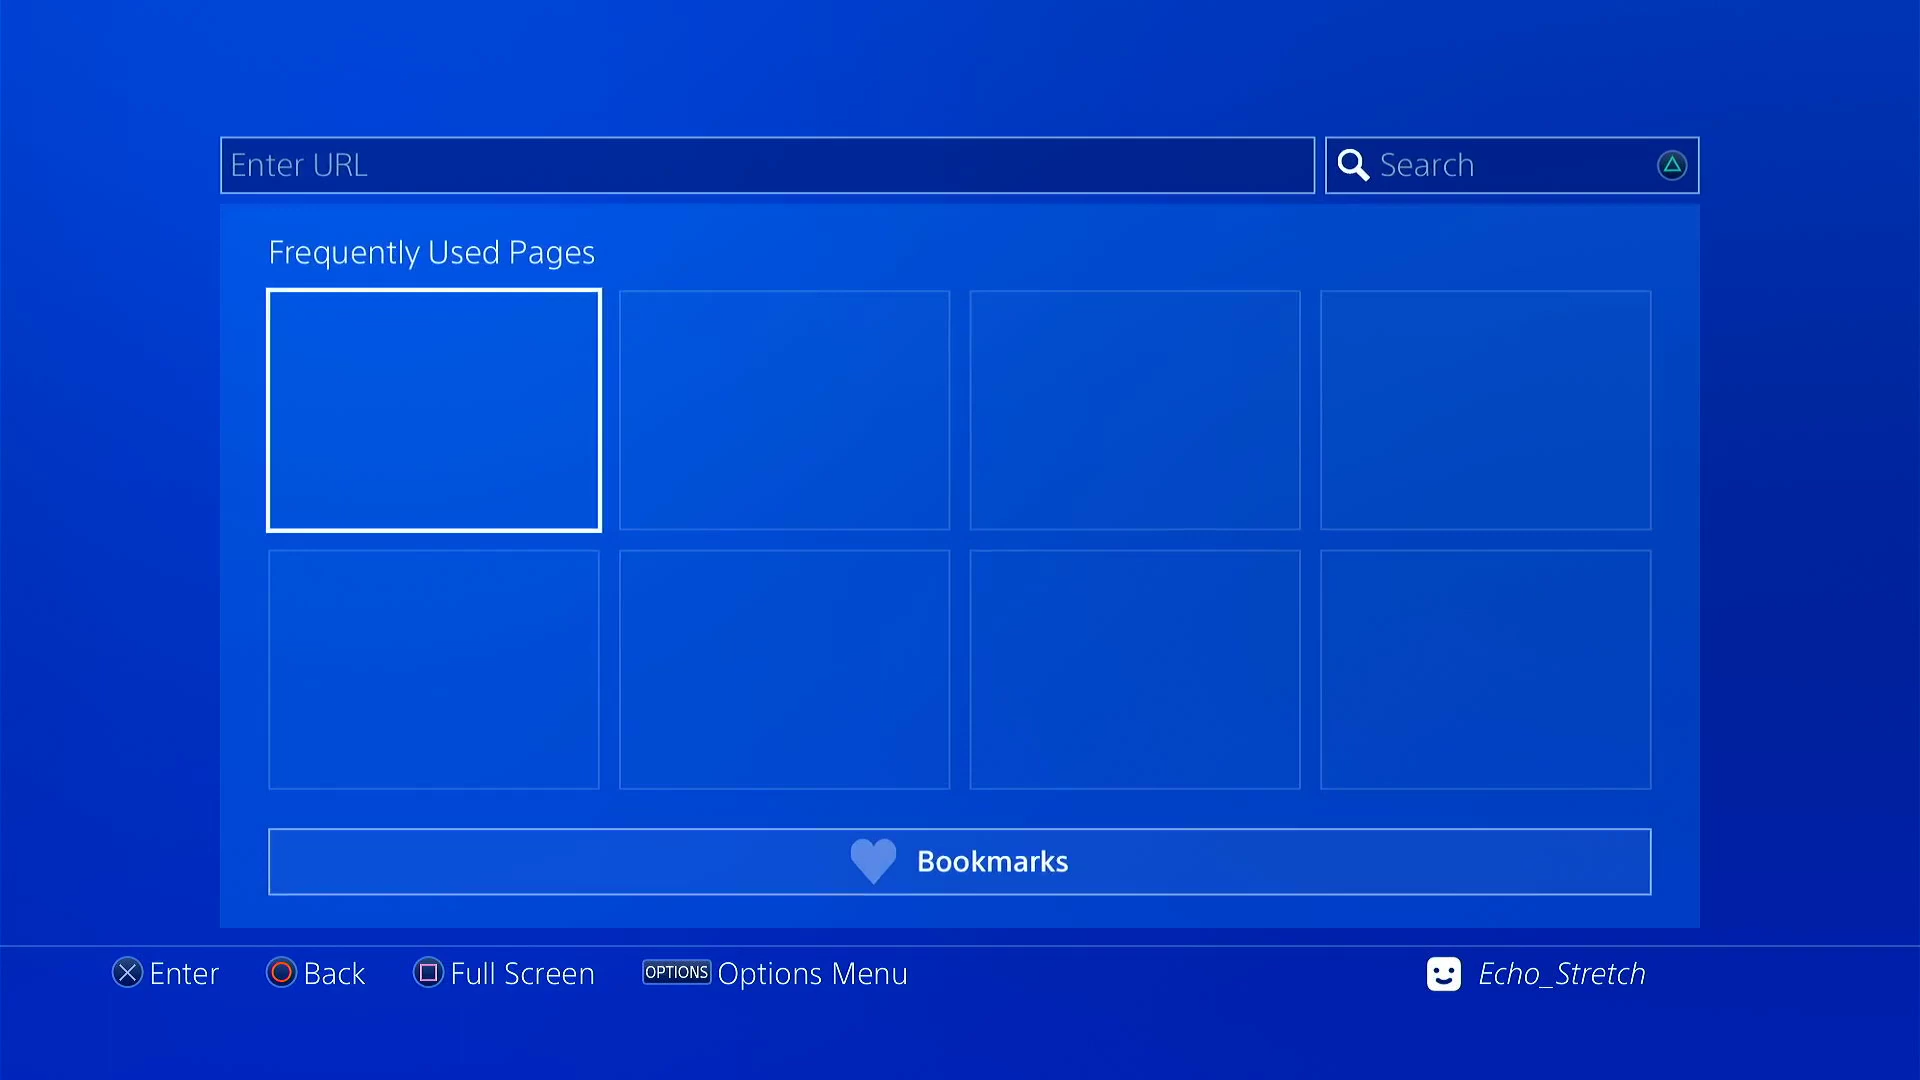 Enter URL
Search
Frequently Used Pages
Bookmarks
Enter
Back
Full Screen
OPTIONS Options Menu
Echo_Stretch